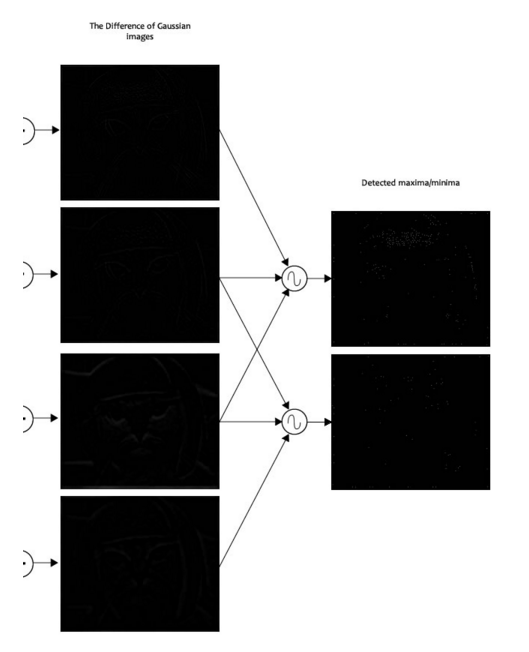 The Difference of Gaussian
images
Detected maxima/minima